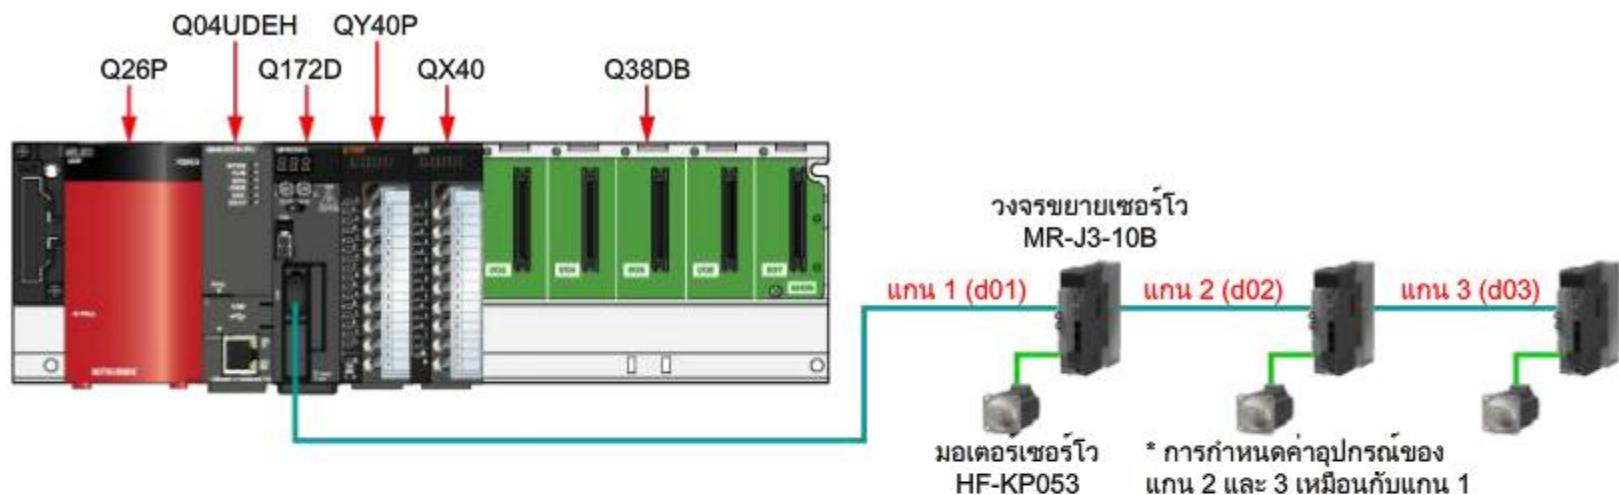 Q04UDEH QY40P
Q26P Q172D QX40 Q38DB
วงจรขยายเซอร์โว
MR-J3-10B
แกน 1 (d01) แกน 2 (d02) แกน 3 (d03)
มอเตอร์เซอร์โว
HF-KP053
* การกำหนดค่าอุปกรณ์ของ
แกน 2 และ 3 เหมือนกับแกน 1